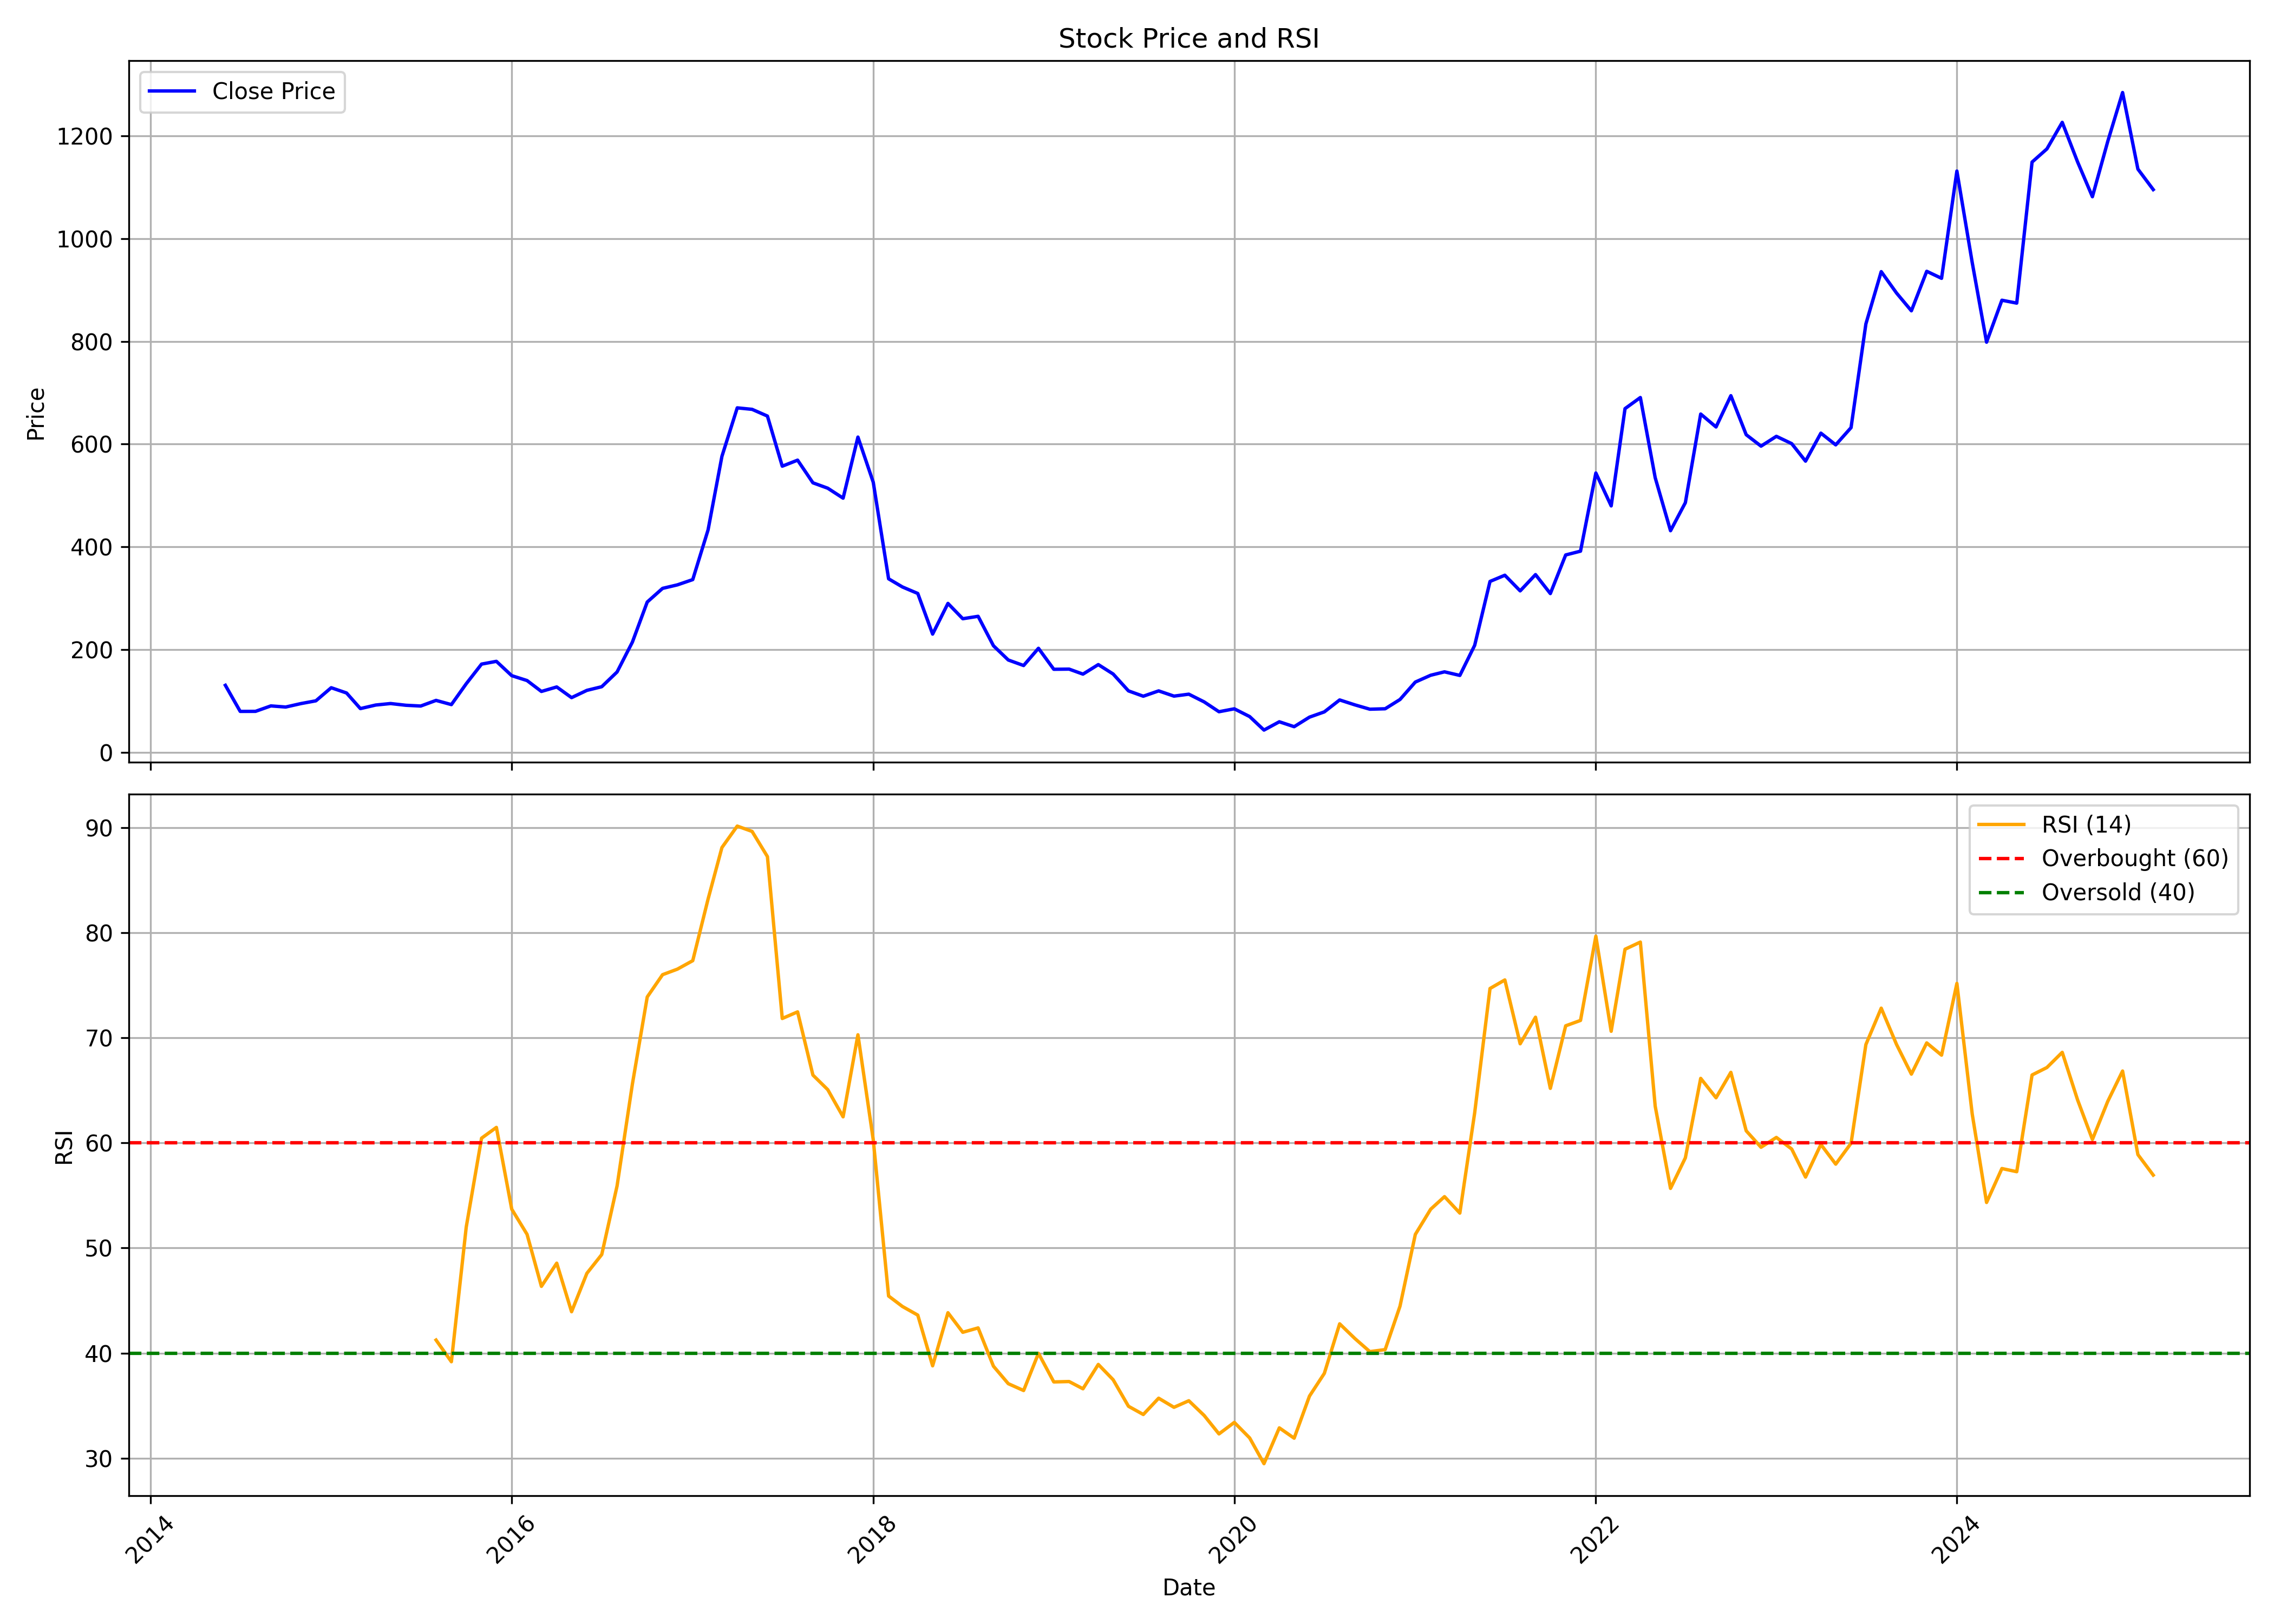 Stock Price and RSI
Close Price
1200
1000
800
600
400
200
0
Price
RSI (14)
Overbought (60)
Oversold (40)
90
80
70
60
50
40
30
RSI
2014
2016
2018
2020
2022
2024
Date